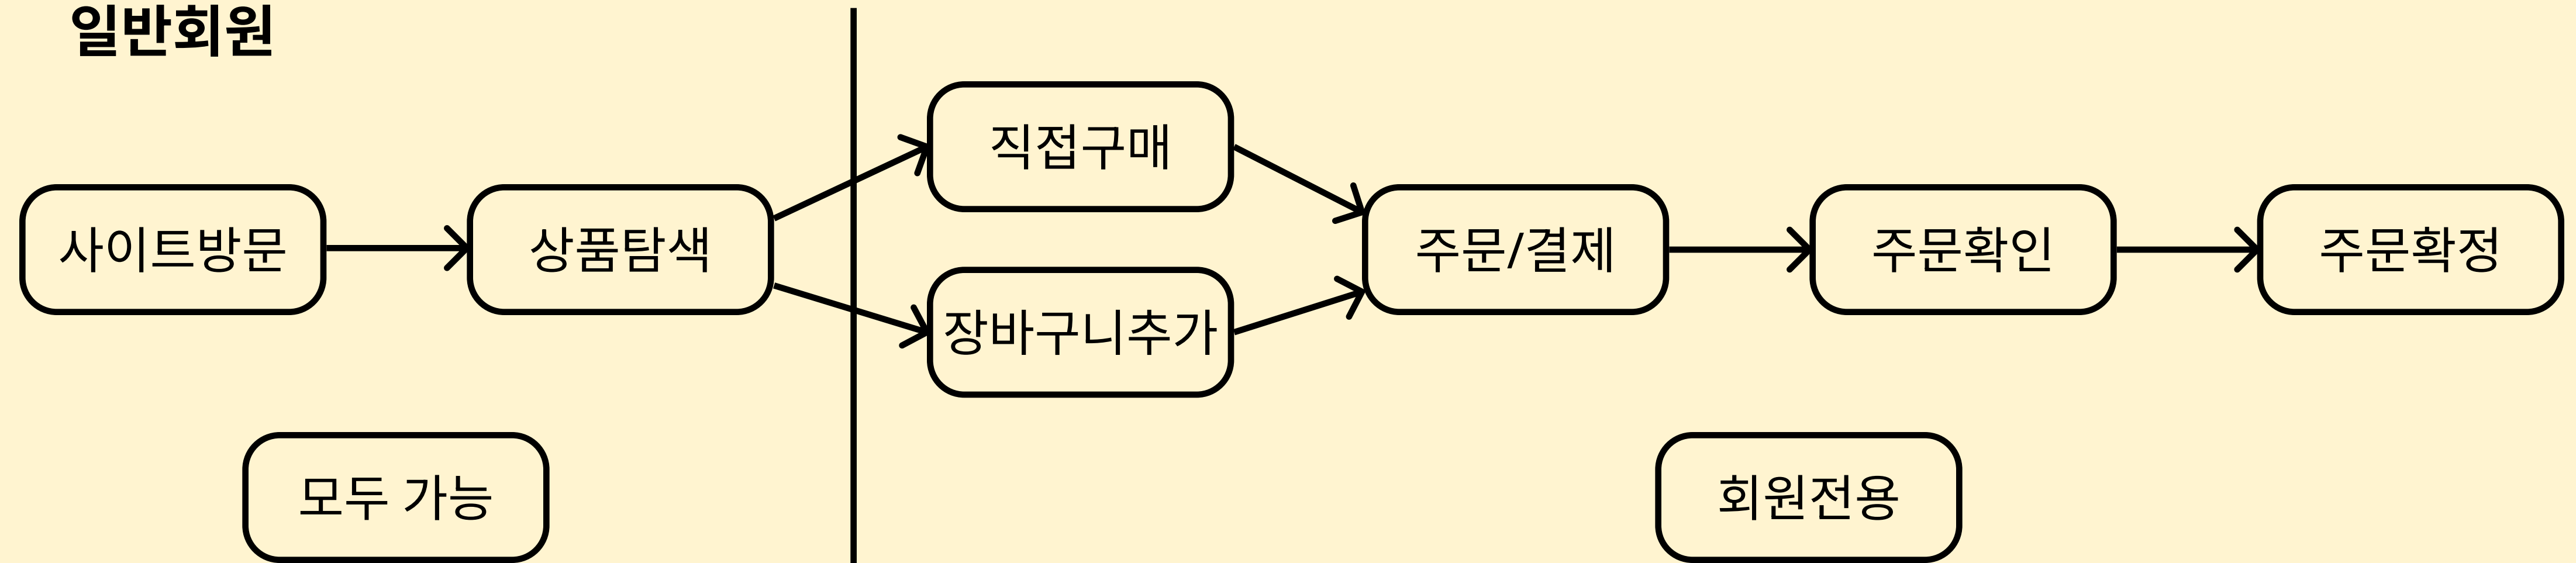 일반회원
사이트방문
상품탐색
직접구매
장바구니추가
주문/결제
주문확인
주문확정
모두 가능
회원전용